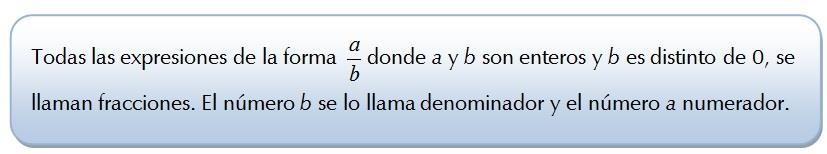 Todas las expresiones de la forma a/b donde a y b son enteros y b es distinto de 0, se
llaman fracciones. El número b se lo llama denominador y el número a numerador.